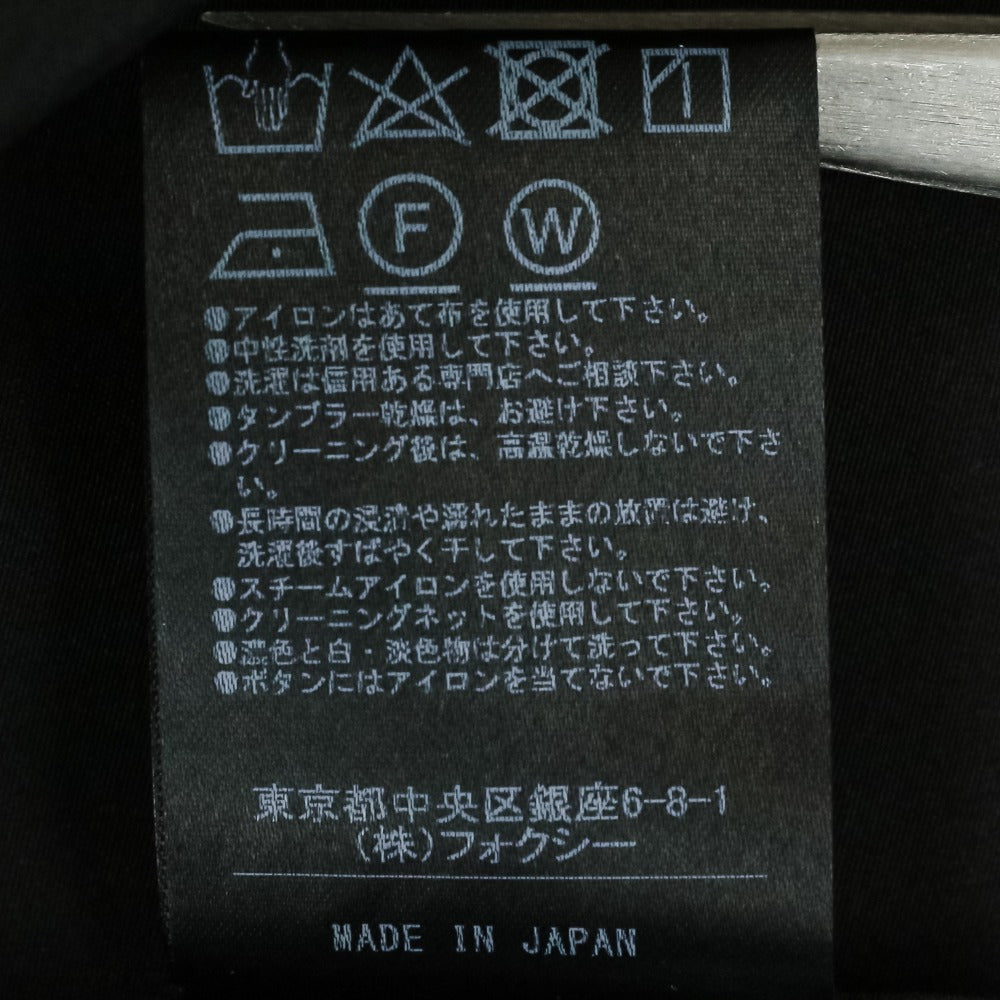 F W
●アイロンはあて布を使用して下さい。
●中性洗剤を使用して下さい。
●洗濯は信用ある専門店へご相談下さい。
●タンブラー乾燥は、お避け下さい。
●クリーニング後は、高温乾燥しないで下さ
い。
●長時間の浸漬や濡れたままの放置は避け、
洗濯後すばやく干して下さい。
●スチームアイロンを使用しないで下さい。
●クリーニングネットを使用して下さい。
●濃色と白・淡色物は分けて洗って下さい。
●ボタンにはアイロンを当てないで下さい。
東京都中央区銀座6-8-1
(株)フォクシー
MADE IN JAPAN